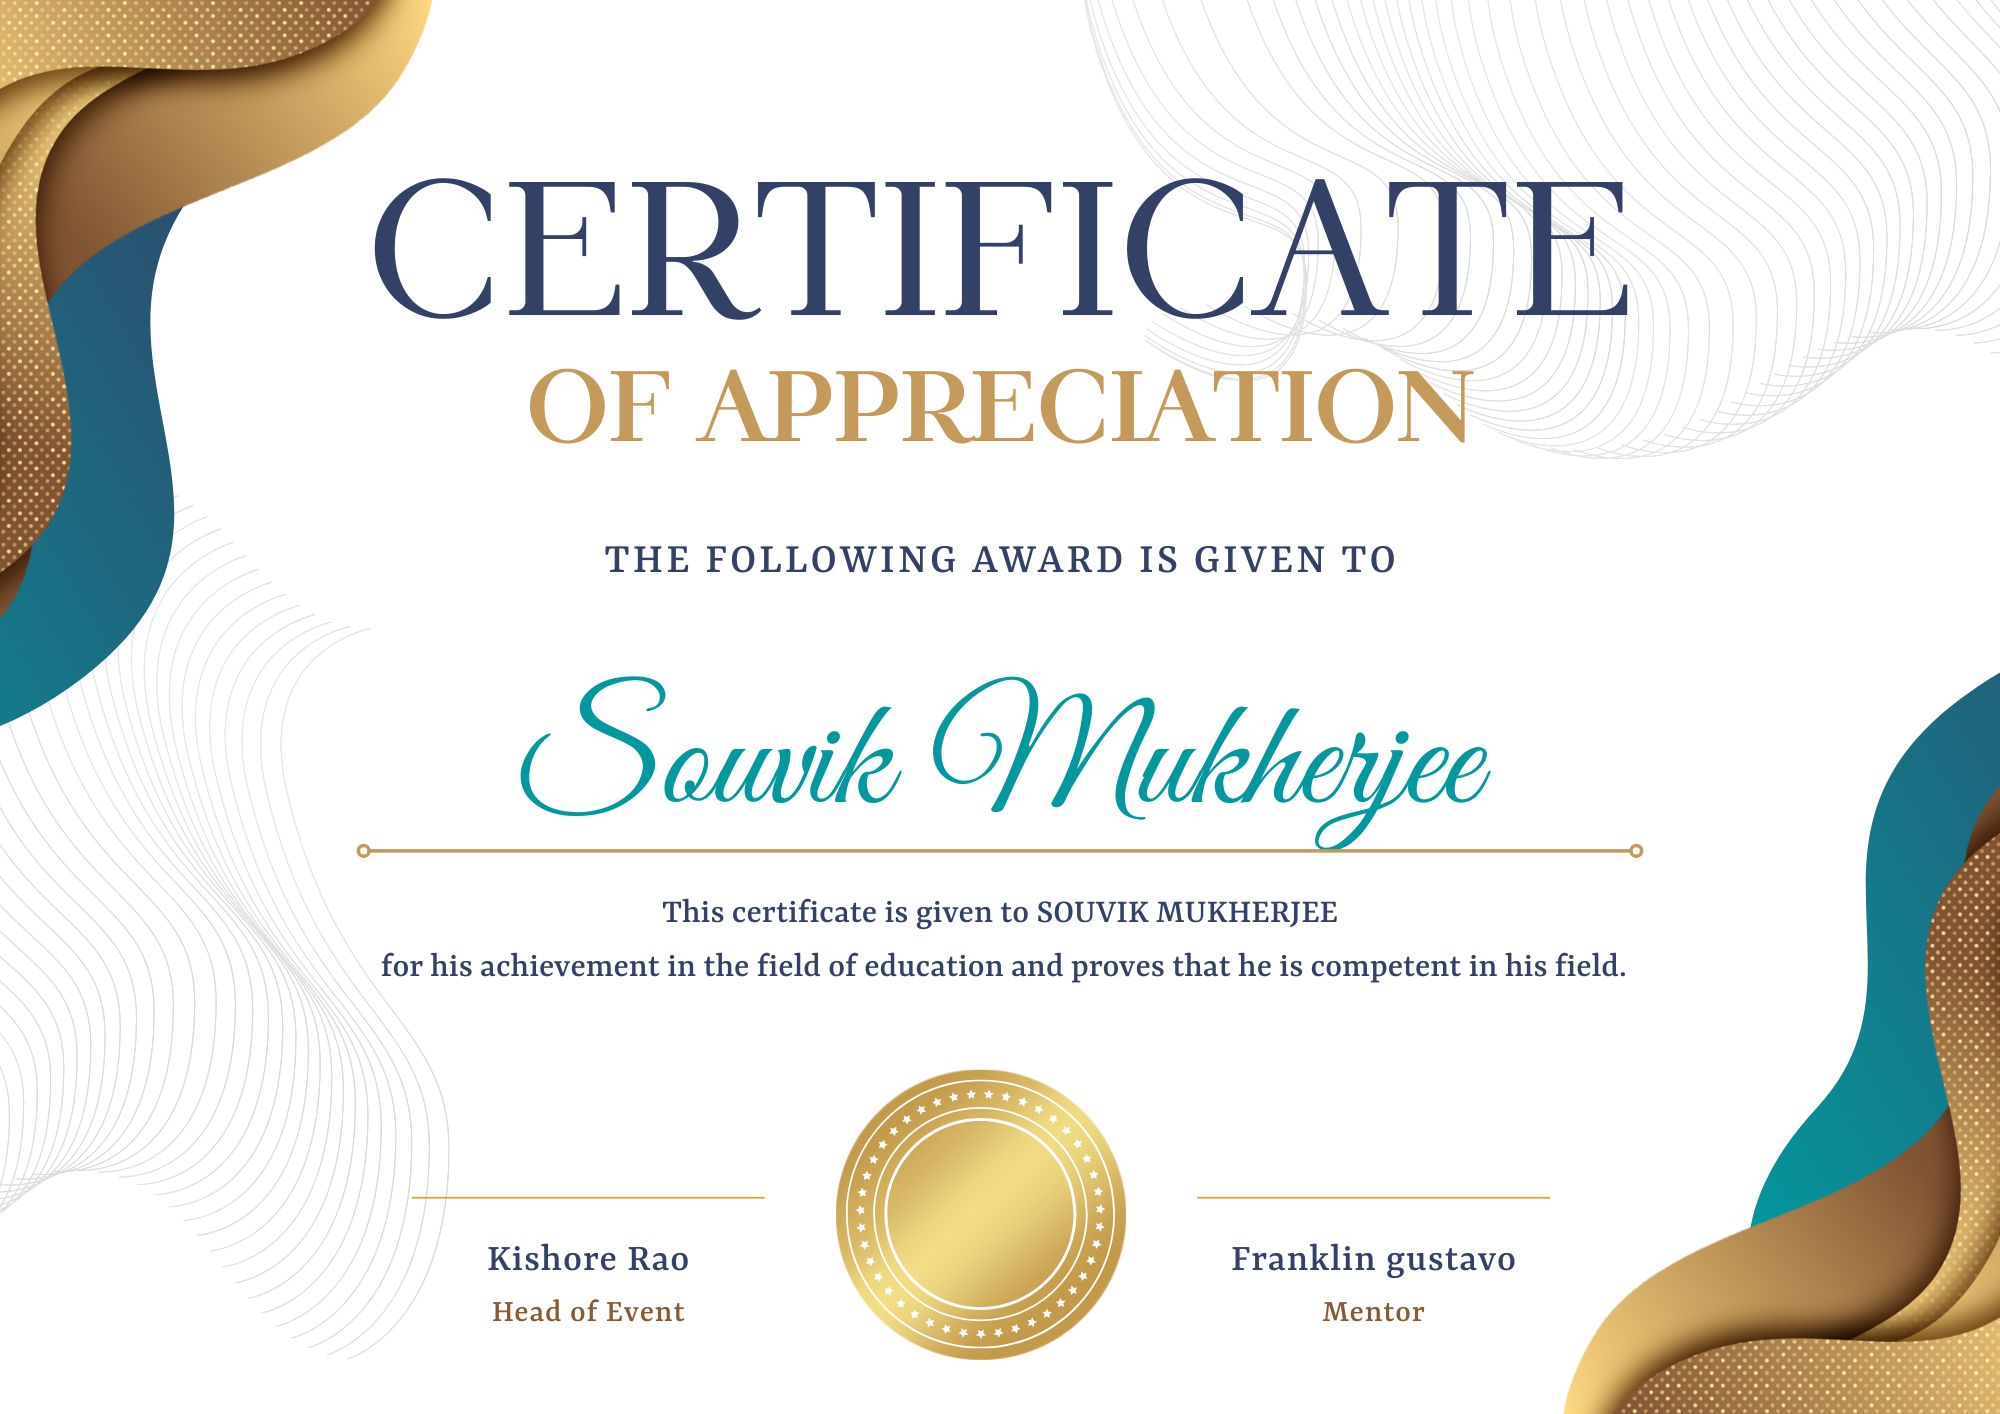 CERTIFICATE
OF APPRECIATION
THE FOLLOWING AWARD IS GIVEN TO
Souvik Mukherjee
This certificate is given to SOUVIK MUKHERJEE
for his achievement in the field of education and proves that he is competent in his field.
Kishore Rao
Head of Event
Franklin gustavo
Mentor